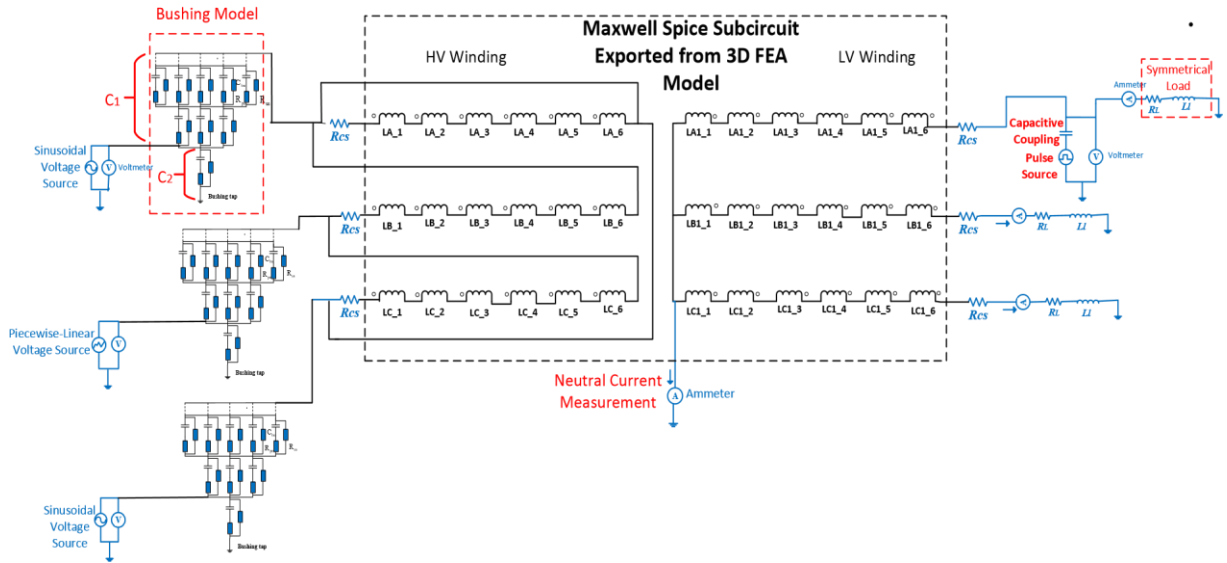 Bushing Model
Maxwell Spice Subcircuit
Exported from 3D FEA
Model
HV Winding
LV Winding
Symmetrical
Load
Ammeter
A
RL
Ll
C1
Rcs
LA_1
LA_2
LA_3
LA_4
LA_5
LA_6
LA1_1
LA1_2
LA1_3
LA1_4
LA1_5
LA1_6
Rcs
Capacitive
Coupling
Pulse
Source
V
Voltmeter
Sinusoidal
Voltage
Source
V
Voltmeter
C2
Bushing tap
Rcs
LB_1
LB_2
LB_3
LB_4
LB_5
LB_6
LB1_1
LB1_2
LB1_3
LB1_4
LB1_5
LB1_6
Rcs
A
RL
Ll
Rcs
LC_1
LC_2
LC_3
LC_4
LC_5
LC_6
LC1_1
LC1_2
LC1_3
LC1_4
LC1_5
LC1_6
Rcs
A
RL
Ll
Piecewise-Linear
Voltage Source
V
Bushing tap
Neutral Current
Measurement
A
Ammeter
Sinusoidal
Voltage
Source
V
Bushing tap